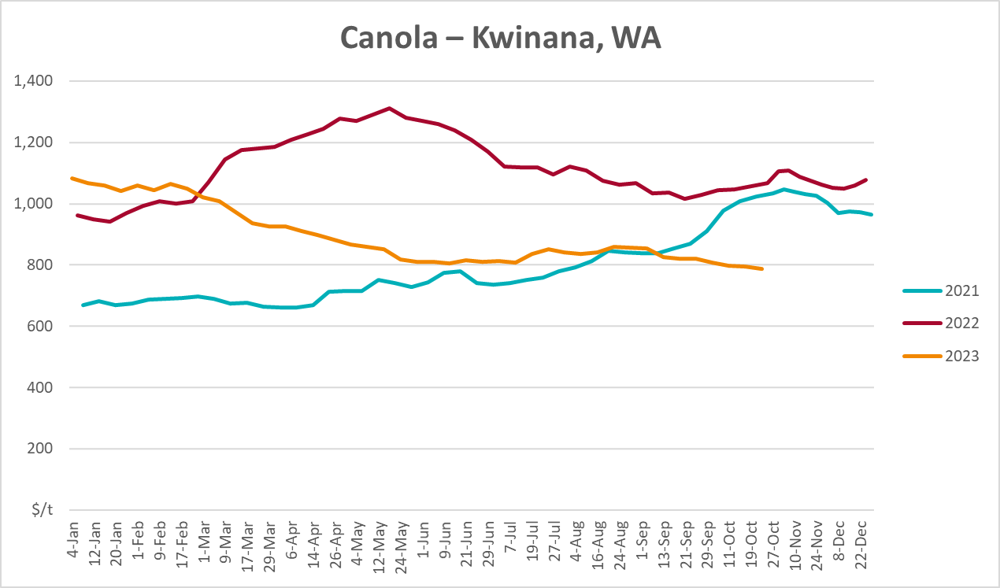 Canola – Kwinana, WA
1,400
1,200
1,000
800
600
400
200
$/t
4-Jan
12-Jan
20-Jan
1-Feb
9-Feb
17-Feb
1-Mar
9-Mar
17-Mar
29-Mar
6-Apr
14-Apr
26-Apr
4-May
12-May
24-May
1-Jun
9-Jun
21-Jun
29-Jun
7-Jul
19-Jul
27-Jul
4-Aug
16-Aug
24-Aug
1-Sep
13-Sep
21-Sep
29-Sep
11-Oct
19-Oct
27-Oct
10-Nov
24-Nov
8-Dec
22-Dec
2021
2022
2023